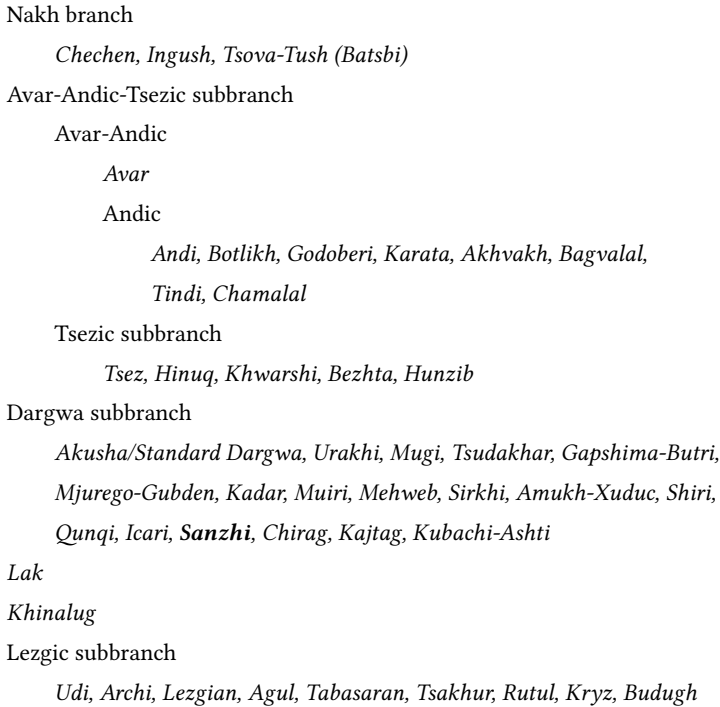 Nakh branch
Chechen, Ingush, Tsova-Tush (Batsbi)
Avar-Andic-Tsezic subbranch
Avar-Andic
Avar
Andic
Andi, Botlikh, Godoberi, Karata, Akhvakh, Bagvalal,
Tindi, Chamalal
Tsezic subbranch
Tsez, Hinuq, Khwarshi, Bezhta, Hunzib
Dargwa subbranch
Akusha/Standard Dargwa, Urakhi, Mugi, Tsudakhar, Gapshima-Butri,
Mjurego-Gubden, Kadar, Muiri, Mehweb, Sirkhi, Amukh-Xuduc, Shiri,
Qunqi, Icari, Sanzhi, Chirag, Kajtag, Kubachi-Ashti
Lak
Khinalug
Lezgic subbranch
Udi, Archi, Lezgian, Agul, Tabasaran, Tsakhur, Rutul, Kryz, Budugh